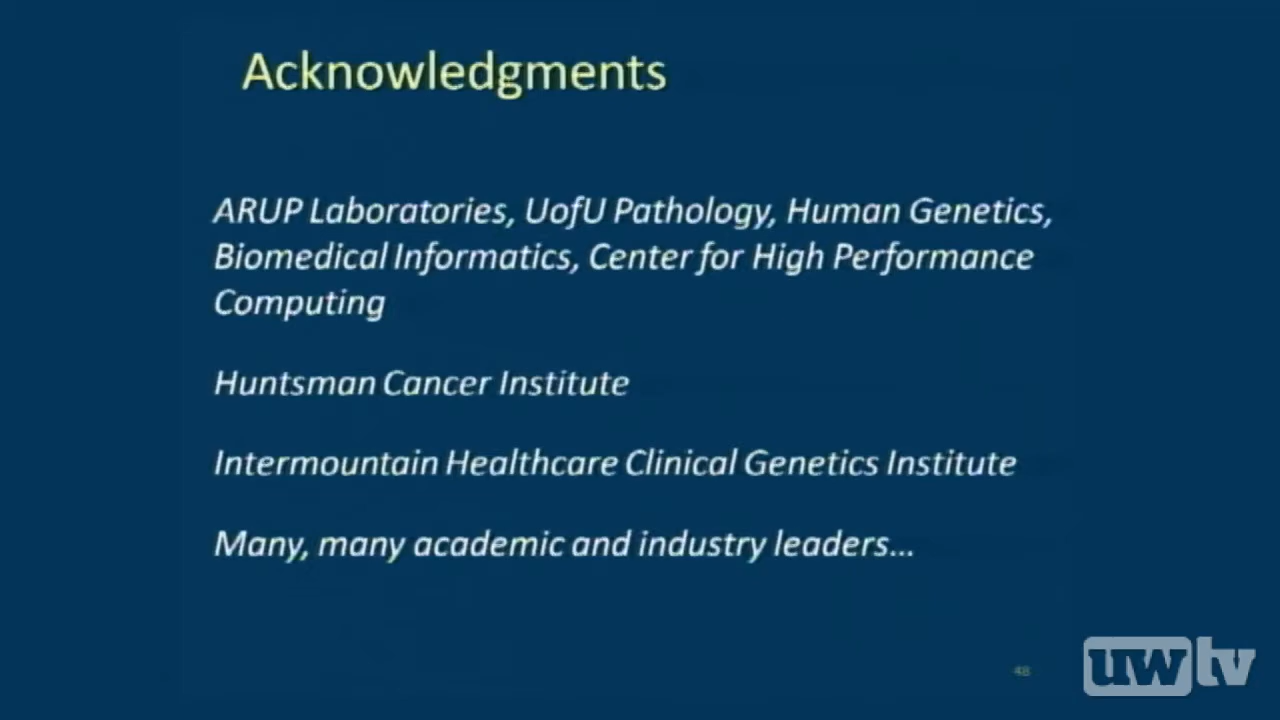 Acknowledgments
ARUP Laboratories, UofU Pathology, Human Genetics,
Biomedical Informatics, Center for High Performance
Computing
Huntsman Cancer Institute
Intermountain Healthcare Clinical Genetics Institute
Many, many academic and industry leaders...
48
uwtv